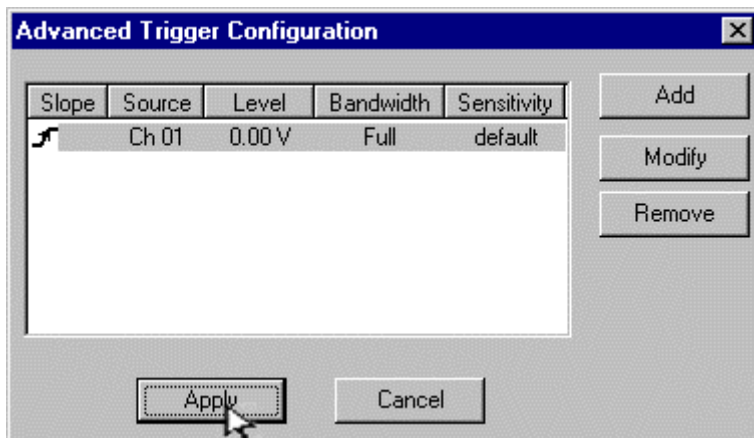 Advanced Trigger Configuration
Slope Source Level Bandwidth Sensitivity
Ch 01 0.00 V Full default
Add
Modify
Remove
Apply Cancel